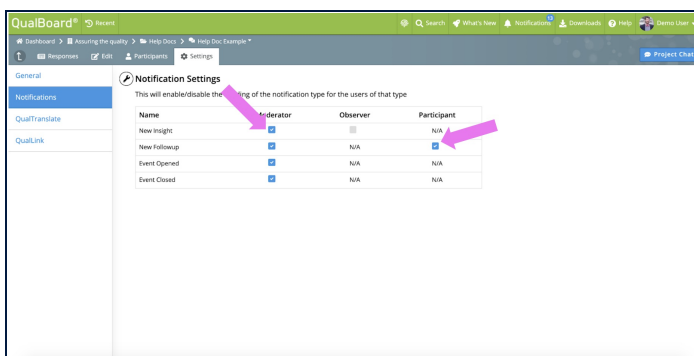 QualBoard® Recent Search What's New Notifications 10 Downloads Help Demo User
Dashboard > Assuring the quality > Help Docs > Help Doc Example
Responses Edit Participants Settings Project Chat
General
Notifications
QualTranslate
QualLink
Notification Settings
This will enable/disable the of the notification type for the users of that type
Name Observer Participant
New Insight N/A
New Followup N/A
Event Opened N/A N/A
Event Closed N/A N/A